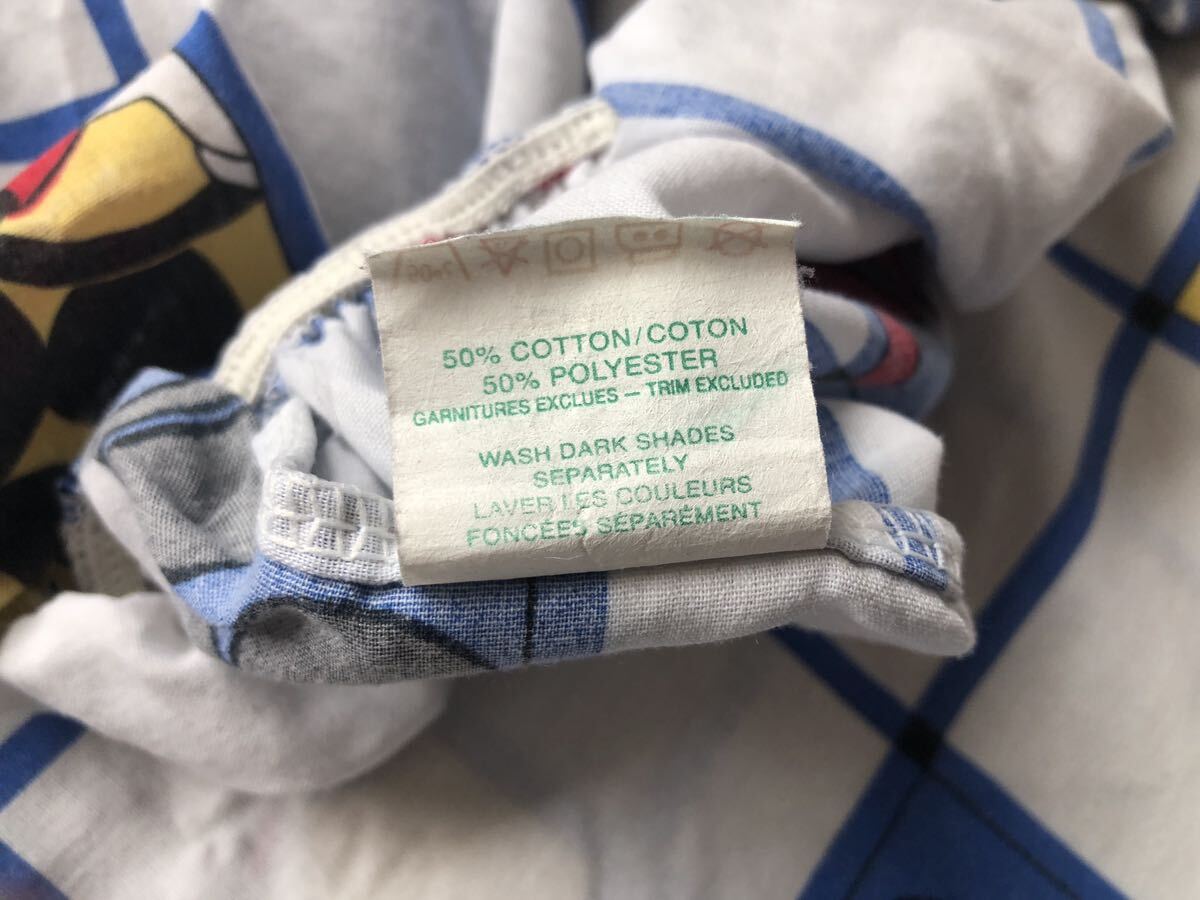 50% COTTON/COTON
50% POLYESTER
GARNITURES EXCLUES – TRIM EXCLUDED
WASH DARK SHADES
SEPARATELY
LAVER LES COULEURS
FONCÉES SÉPARÉMENT